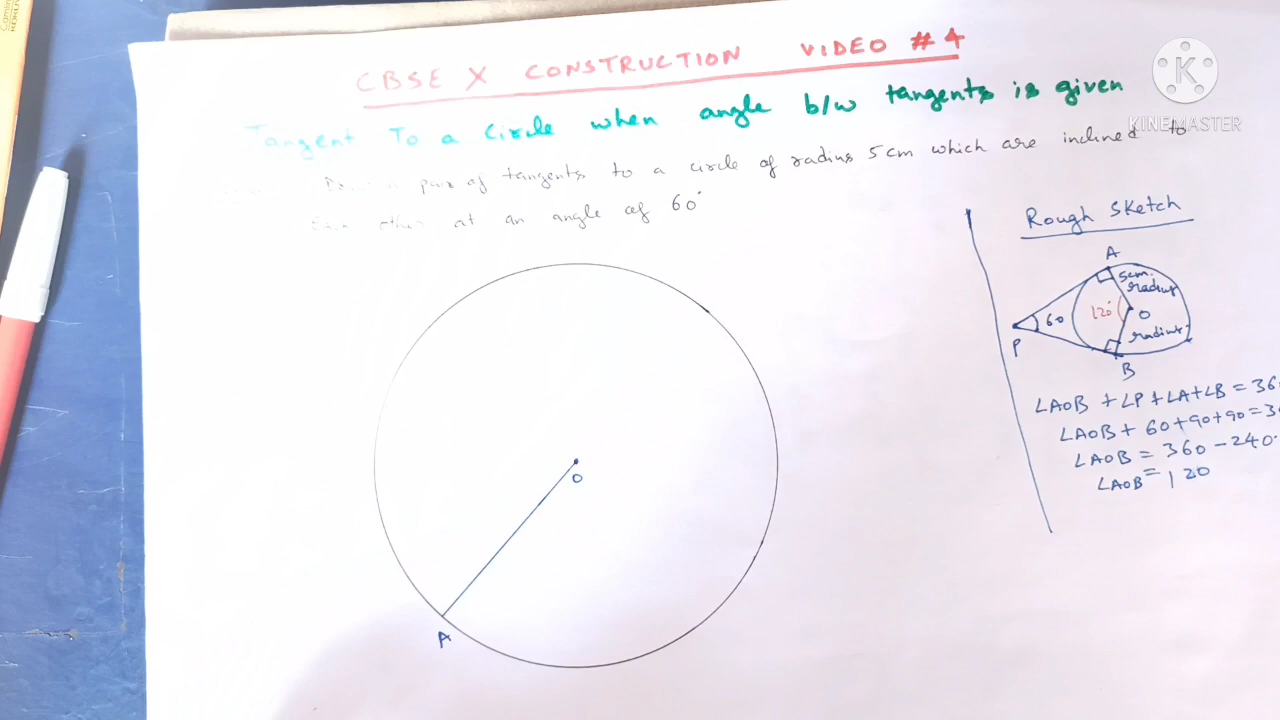 CBSE X CONSTRUCTION VIDEO # 4
Tangent To a Circle when angle b/w tangents is given
pair of tangents to a circle of radius 5cm which are inclined to
at an angle of 60°
Rough Sketch
A
5cm.
radius
120°
O
60
radius
P
B
∠AOB + ∠P + ∠A + ∠B = 36
∠AOB + 60 + 90 + 90 = 3
∠AOB = 360 - 240
∠AOB = 120
O
A
K
KINEMASTER